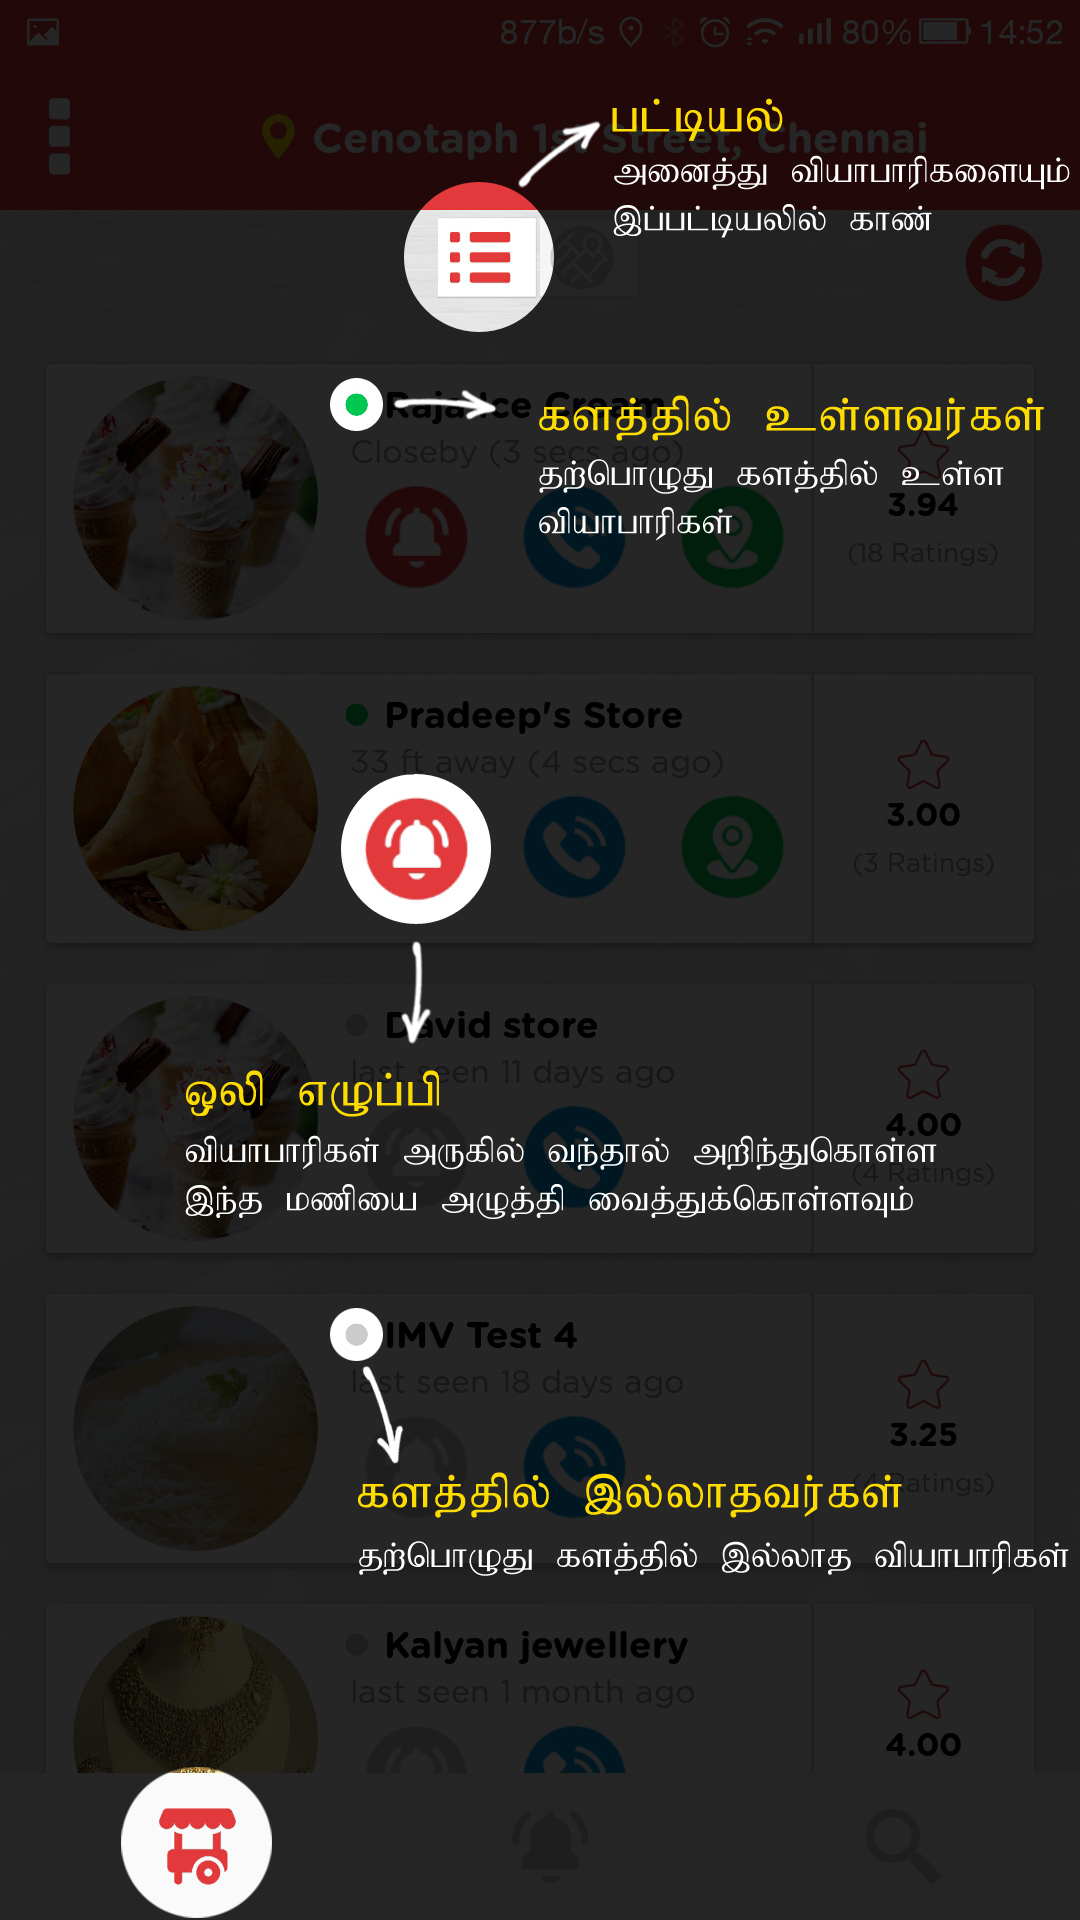 877b/s 80% 14:52
Cenotaph 1st Street, Chennai
பட்டியல்
அனைத்து வியாபாரிகளையும்
இப்பட்டியலில் காண்
Raja Ice Cream
Closeby (3 secs ago)
களத்தில் உள்ளவர்கள்
தற்பொழுது களத்தில் உள்ள
வியாபாரிகள்
3.94
(18 Ratings)
Pradeep's Store
33 ft away (4 secs ago)
3.00
(3 Ratings)
David store
last seen 11 days ago
ஒலி எழுப்பி
வியாபாரிகள் அருகில் வந்தால் அறிந்துகொள்ள
இந்த மணியை அழுத்தி வைத்துக்கொள்ளவும்
4.00
(4 Ratings)
IMV Test 4
last seen 18 days ago
3.25
(4 Ratings)
களத்தில் இல்லாதவர்கள்
தற்பொழுது களத்தில் இல்லாத வியாபாரிகள்
Kalyan jewellery
last seen 1 month ago
4.00